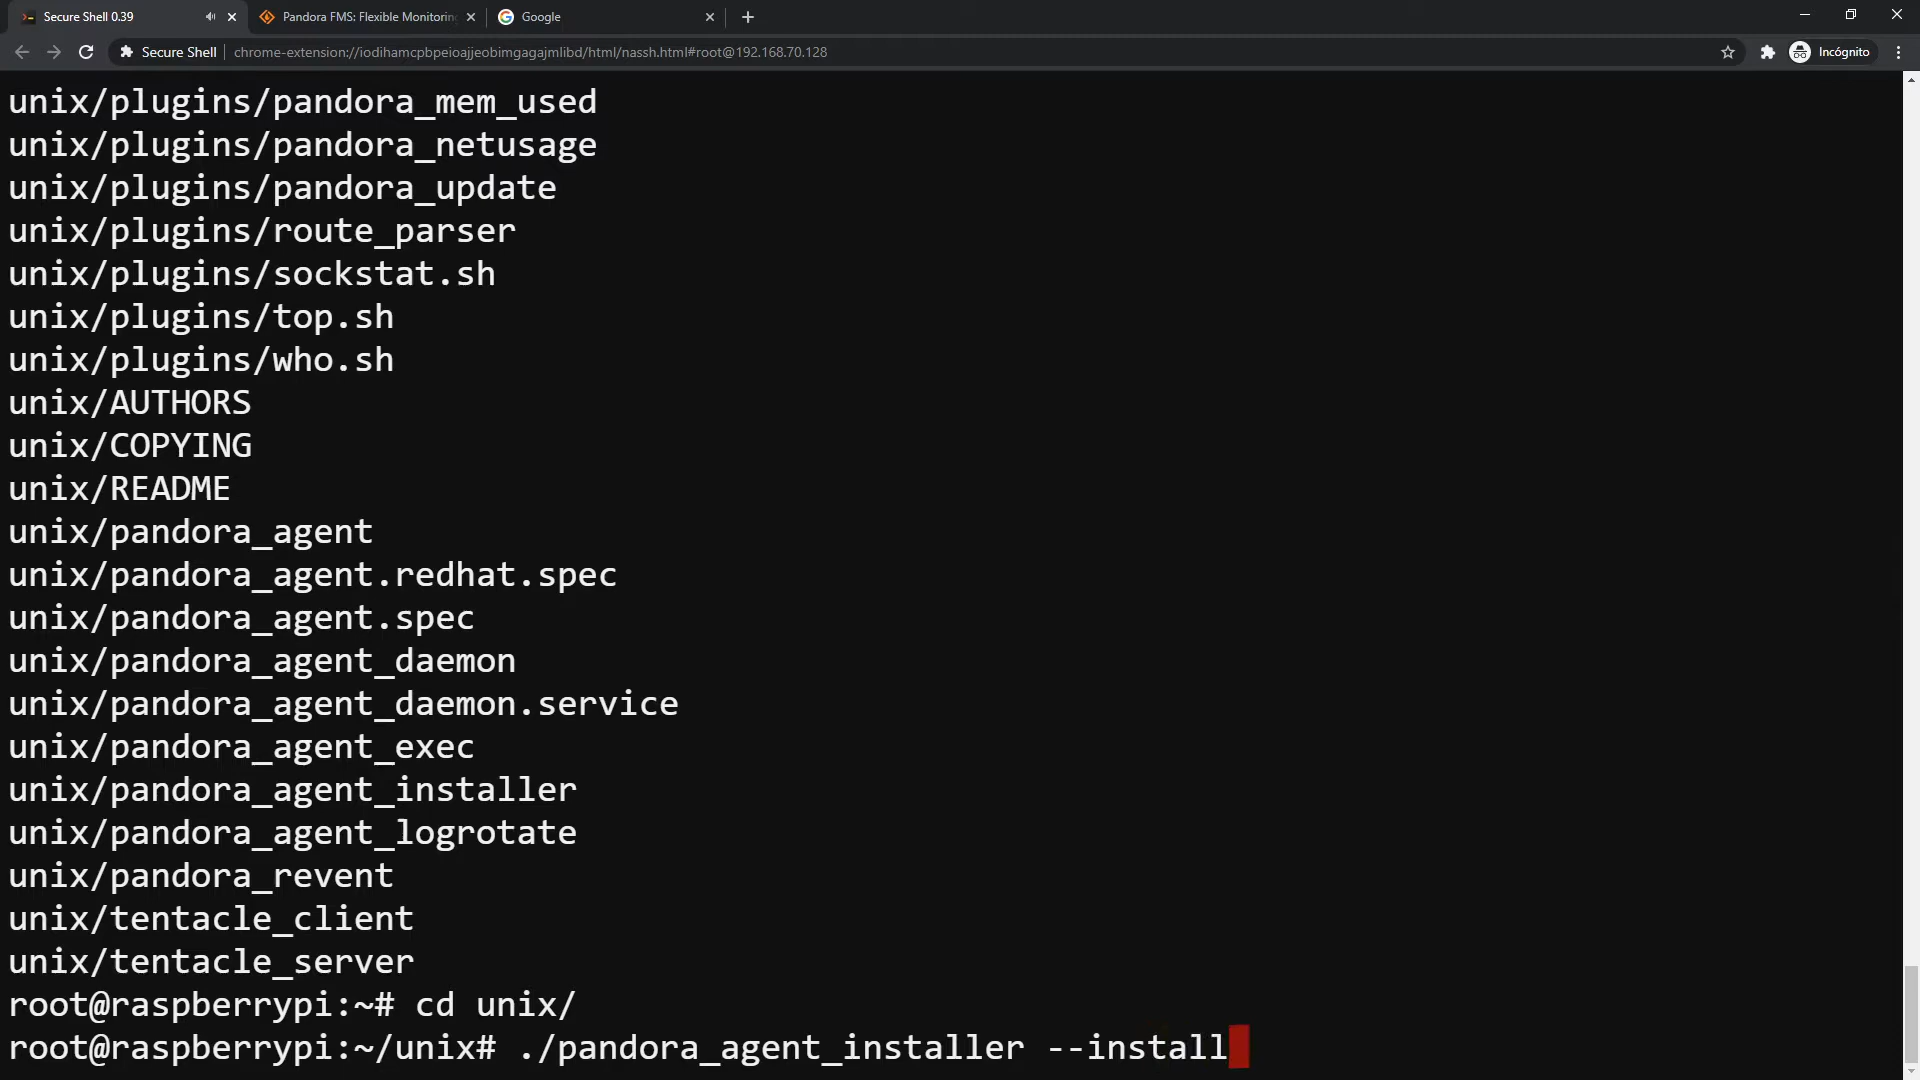 Secure Shell 0.39
Pandora FMS: Flexible Monitoring
Google
Secure Shell
chrome-extension://iodihamcpbpeioajjeobimgagajmlibd/html/nassh.html#root@192.168.70.128
Incógnito
unix/plugins/pandora_mem_used
unix/plugins/pandora_netusage
unix/plugins/pandora_update
unix/plugins/route_parser
unix/plugins/sockstat.sh
unix/plugins/top.sh
unix/plugins/who.sh
unix/AUTHORS
unix/COPYING
unix/README
unix/pandora_agent
unix/pandora_agent.redhat.spec
unix/pandora_agent.spec
unix/pandora_agent_daemon
unix/pandora_agent_daemon.service
unix/pandora_agent_exec
unix/pandora_agent_installer
unix/pandora_agent_logrotate
unix/pandora_revent
unix/tentacle_client
unix/tentacle_server
root@raspberrypi:~# cd unix/
root@raspberrypi:~/unix# ./pandora_agent_installer --install